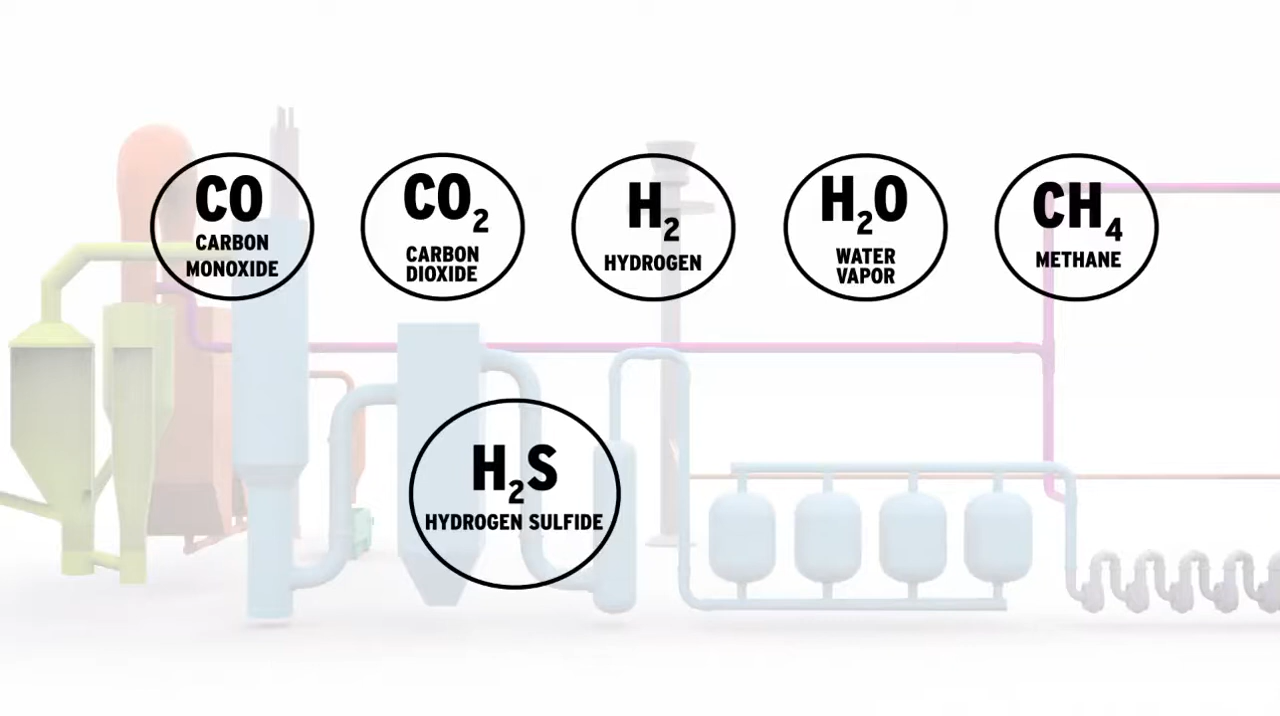 CO
CARBON
MONOXIDE
CO₂
CARBON
DIOXIDE
H₂
HYDROGEN
H₂O
WATER
VAPOR
CH₄
METHANE
H₂S
HYDROGEN SULFIDE